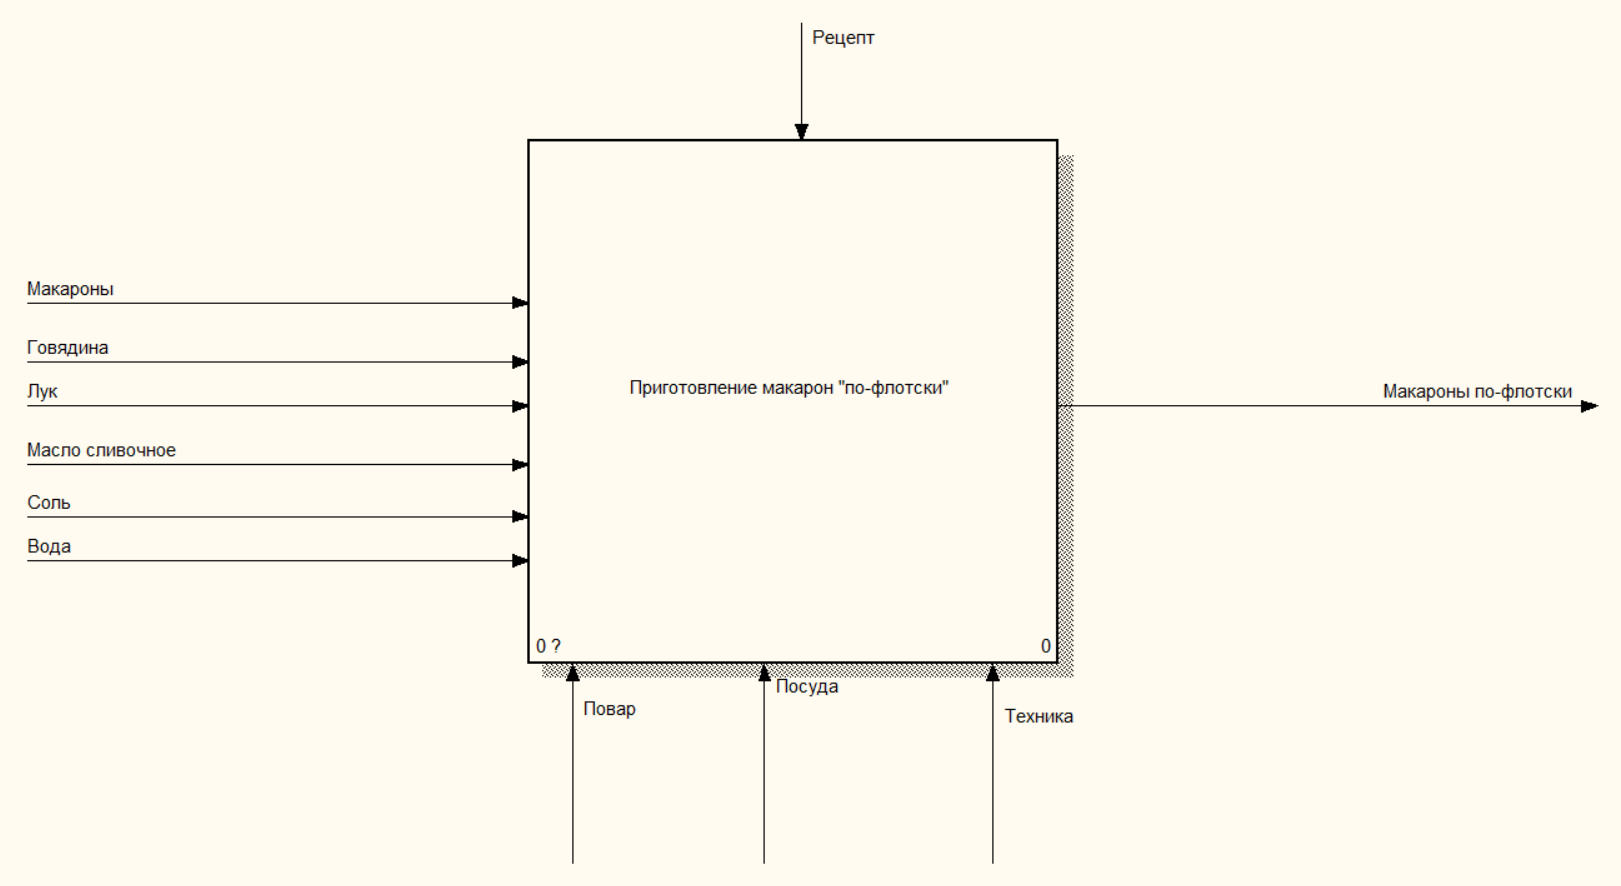 Рецепт
Макароны
Говядина
Приготовление макарон "по-флотски"
Лук
Макароны по-флотски
Масло сливочное
Соль
Вода
0 ?
0
Посуда
Повар
Техника